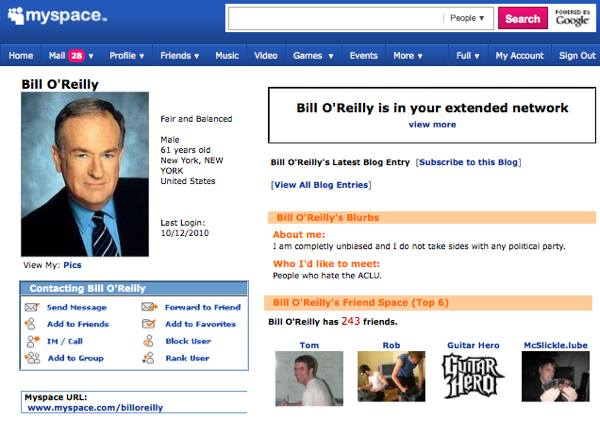 myspace.
People ▼
Search
POWERED BY
Google
Home
Mail 28 ▼
Profile ▼
Friends ▼
Music
Video
Games ▼
Events
More ▼
Full ▼
My Account
Sign Out
Bill O'Reilly
Fair and Balanced
Male
61 years old
New York, NEW
YORK
United States
Last Login:
10/12/2010
View My: Pics
Contacting Bill O'Reilly
Send Message
Forward to Friend
Add to Friends
Add to Favorites
IM / Call
Block User
Add to Group
Rank User
Myspace URL:
www.myspace.com/billoreilly
Bill O'Reilly is in your extended network
view more
Bill O'Reilly's Latest Blog Entry [Subscribe to this Blog]
[View All Blog Entries]
Bill O'Reilly's Blurbs
About me:
I am completly unbiased and I do not take sides with any political party.
Who I'd like to meet:
People who hate the ACLU.
Bill O'Reilly's Friend Space (Top 6)
Bill O'Reilly has 243 friends.
Tom
Rob
Guitar Hero
McSlickle.lube
GUITAR
HERO